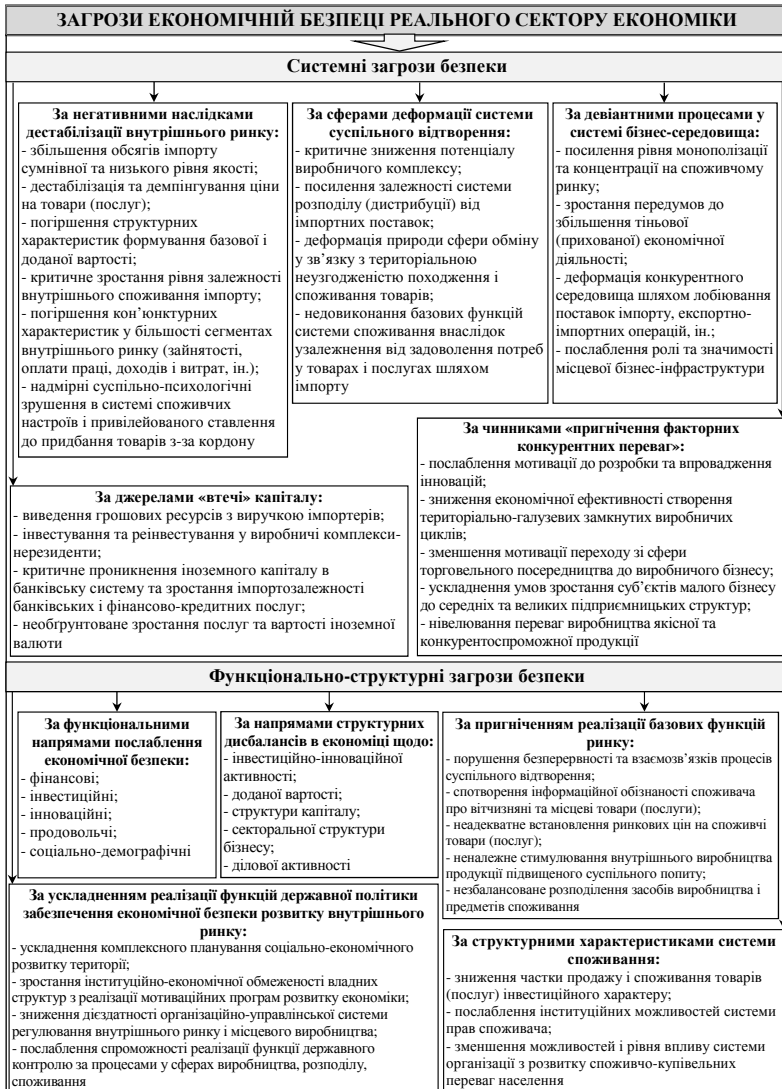 ЗАГРОЗИ ЕКОНОМІЧНІЙ БЕЗПЕЦІ РЕАЛЬНОГО СЕКТОРУ ЕКОНОМІКИ
Системні загрози безпеки
За негативними наслідками
дестабілізації внутрішнього ринку:
- збільшення обсягів імпорту
сумнівної та низького рівня якості;
- дестабілізація та демпінгування ціни
на товари (послуг);
- погіршення структурних
характеристик формування базової і
доданої вартості;
- критичне зростання рівня залежності
внутрішнього споживання імпорту;
- погіршення кон’юнктурних
характеристик у більшості сегментах
внутрішнього ринку (зайнятості,
оплати праці, доходів і витрат, ін.);
- надмірні суспільно-психологічні
зрушення в системі споживчих
настроїв і привілейованого ставлення
до придбання товарів з-за кордону
За сферами деформації системи
суспільного відтворення:
- критичне зниження потенціалу
виробничого комплексу;
- посилення залежності системи
розподілу (дистрибуції) від
імпортних поставок;
- деформація природи сфери обміну
у зв’язку з територіальною
неузгодженістю походження і
споживання товарів;
- недовиконання базових функцій
системи споживання внаслідок
узалежнення від задоволення потреб
у товарах і послугах шляхом
імпорту
За девіантними процесами у
системі бізнес-середовища:
- посилення рівня монополізації
та концентрації на споживчому
ринку;
- зростання передумов до
збільшення тіньової
(прихованої) економічної
діяльності;
- деформація конкурентного
середовища шляхом лобіювання
поставок імпорту, експортно-
імпортних операцій, ін.;
- послаблення ролі та значимості
місцевої бізнес-інфраструктури
За джерелами «втечі» капіталу:
- виведення грошових ресурсів з виручкою імпортерів;
- інвестування та реінвестування у виробничі комплекси-
нерезиденти;
- критичне проникнення іноземного капіталу в
банківську систему та зростання імпортозалежності
банківських і фінансово-кредитних послуг;
- необґрунтоване зростання послуг та вартості іноземної
валюти
За чинниками «пригнічення факторних
конкурентних переваг»:
- послаблення мотивації до розробки та впровадження
інновацій;
- зниження економічної ефективності створення
територіально-галузевих замкнутих виробничих
циклів;
- зменшення мотивації переходу зі сфери
торговельного посередництва до виробничого бізнесу;
- ускладнення умов зростання суб’єктів малого бізнесу
до середніх та великих підприємницьких структур;
- нівелювання переваг виробництва якісної та
конкурентоспроможної продукції
Функціонально-структурні загрози безпеки
За функціональними
напрямами послаблення
економічної безпеки:
- фінансові;
- інвестиційні;
- інноваційні;
- продовольчі;
- соціально-демографічні
За напрямами структурних
дисбалансів в економіці щодо:
- інвестиційно-інноваційної
активності;
- доданої вартості;
- структури капіталу;
- секторальної структури
бізнесу;
- ділової активності
За пригніченням реалізації базових функцій
ринку:
- порушення безперервності та взаємозв’язків процесів
суспільного відтворення;
- спотворення інформаційної обізнаності споживача
про вітчизняні та місцеві товари (послуги);
- неадекватне встановлення ринкових цін на споживчі
товари (послуг);
- неналежне стимулювання внутрішнього виробництва
продукції підвищеного суспільного попиту;
- незбалансоване розподілення засобів виробництва і
предметів споживання
За ускладненням реалізації функцій державної політики
забезпечення економічної безпеки розвитку внутрішнього
ринку:
- ускладнення комплексного планування соціально-економічного
розвитку території;
- зростання інституційно-економічної обмеженості владних
структур з реалізації мотиваційних програм розвитку економіки;
- зниження дієздатності організаційно-управлінської системи
регулювання внутрішнього ринку і місцевого виробництва;
- послаблення спроможності реалізації функції державного
контролю за процесами у сферах виробництва, розподілу,
споживання
За структурними характеристиками системи
споживання:
- зниження частки продажу і споживання товарів
(послуг) інвестиційного характеру;
- послаблення інституційних можливостей системи
прав споживача;
- зменшення можливостей і рівня впливу системи
організації з розвитку споживчо-купівельних
переваг населення